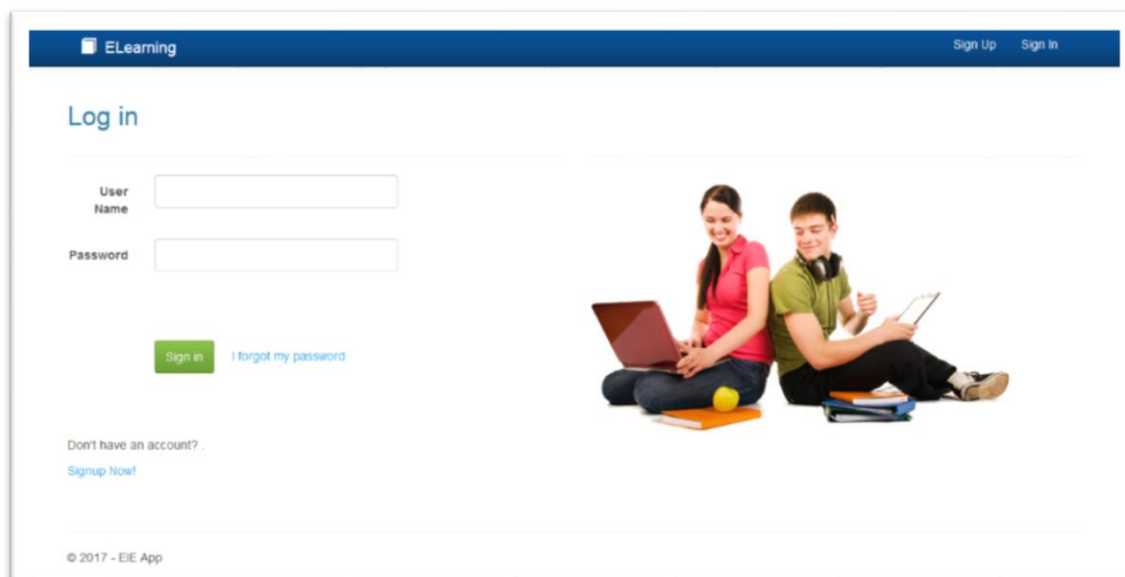 ELearning
Sign Up
Sign In
Log in
User
Name
Password
Sign in
I forgot my password
Don't have an account? .
Signup Now!
© 2017 - EIE App